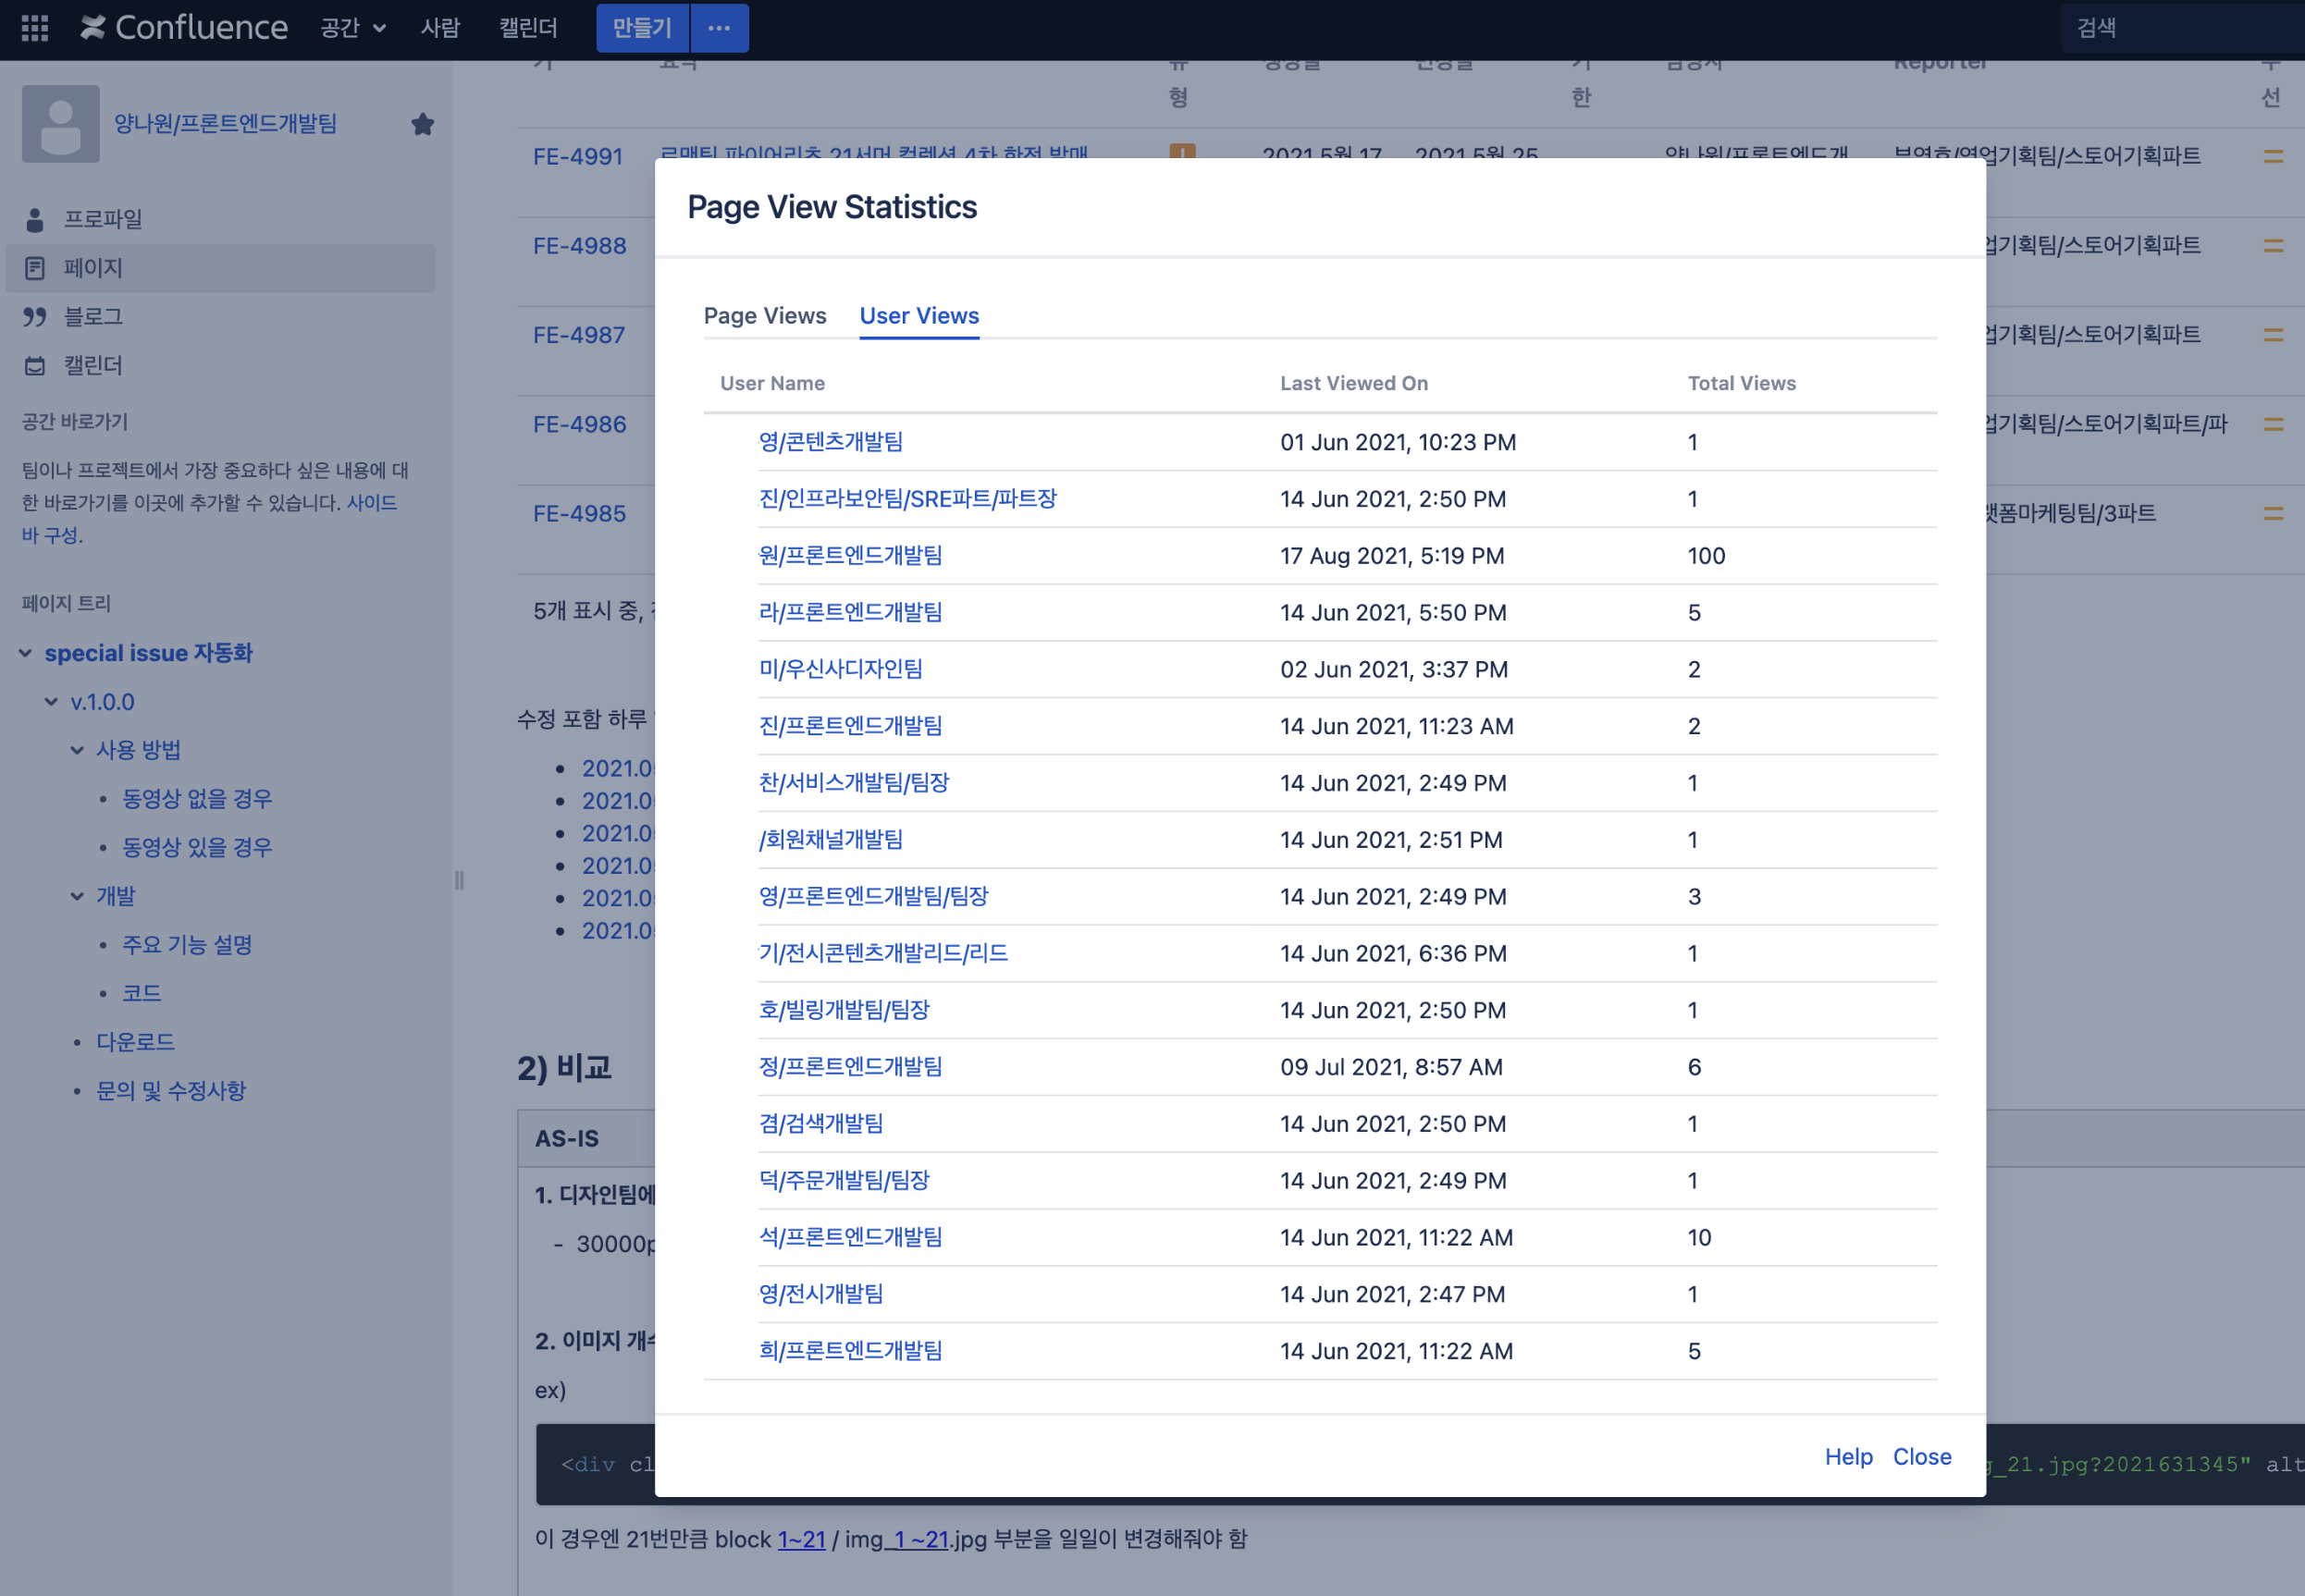 Confluence 공간 사람 캘린더 만들기 ... 검색
양나원/프론트엔드개발팀
프로파일
페이지
블로그
캘린더
공간 바로가기
팀이나 프로젝트에서 가장 중요하다 싶은 내용에 대
한 바로가기를 이곳에 추가할 수 있습니다. 사이드
바 구성.
페이지 트리
special issue 자동화
v.1.0.0
사용 방법
동영상 없을 경우
동영상 있을 경우
개발
주요 기능 설명
코드
다운로드
문의 및 수정사항
형 한 선
FE-4991
FE-4988 업기획팀/스토어기획파트
FE-4987 업기획팀/스토어기획파트
FE-4986 업기획팀/스토어기획파트/파
FE-4985 랫폼마케팅팀/3파트
5개 표시 중,
수정 포함 하루
2021.0
2021.0
2021.0
2021.0
2021.0
2021.0
2) 비교
AS-IS
1. 디자인팀에
- 30000p
2. 이미지 개수
ex)
<div cl g_21.jpg?2021631345" alt
이 경우엔 21번만큼 block 1~21 / img_1 ~21.jpg 부분을 일일이 변경해줘야 함
Page View Statistics
Page Views User Views
User Name Last Viewed On Total Views
영/콘텐츠개발팀 01 Jun 2021, 10:23 PM 1
진/인프라보안팀/SRE파트/파트장 14 Jun 2021, 2:50 PM 1
원/프론트엔드개발팀 17 Aug 2021, 5:19 PM 100
라/프론트엔드개발팀 14 Jun 2021, 5:50 PM 5
미/우신사디자인팀 02 Jun 2021, 3:37 PM 2
진/프론트엔드개발팀 14 Jun 2021, 11:23 AM 2
찬/서비스개발팀/팀장 14 Jun 2021, 2:49 PM 1
/회원채널개발팀 14 Jun 2021, 2:51 PM 1
영/프론트엔드개발팀/팀장 14 Jun 2021, 2:49 PM 3
기/전시콘텐츠개발리드/리드 14 Jun 2021, 6:36 PM 1
호/빌링개발팀/팀장 14 Jun 2021, 2:50 PM 1
정/프론트엔드개발팀 09 Jul 2021, 8:57 AM 6
겸/검색개발팀 14 Jun 2021, 2:50 PM 1
덕/주문개발팀/팀장 14 Jun 2021, 2:49 PM 1
석/프론트엔드개발팀 14 Jun 2021, 11:22 AM 10
영/전시개발팀 14 Jun 2021, 2:47 PM 1
희/프론트엔드개발팀 14 Jun 2021, 11:22 AM 5
Help Close